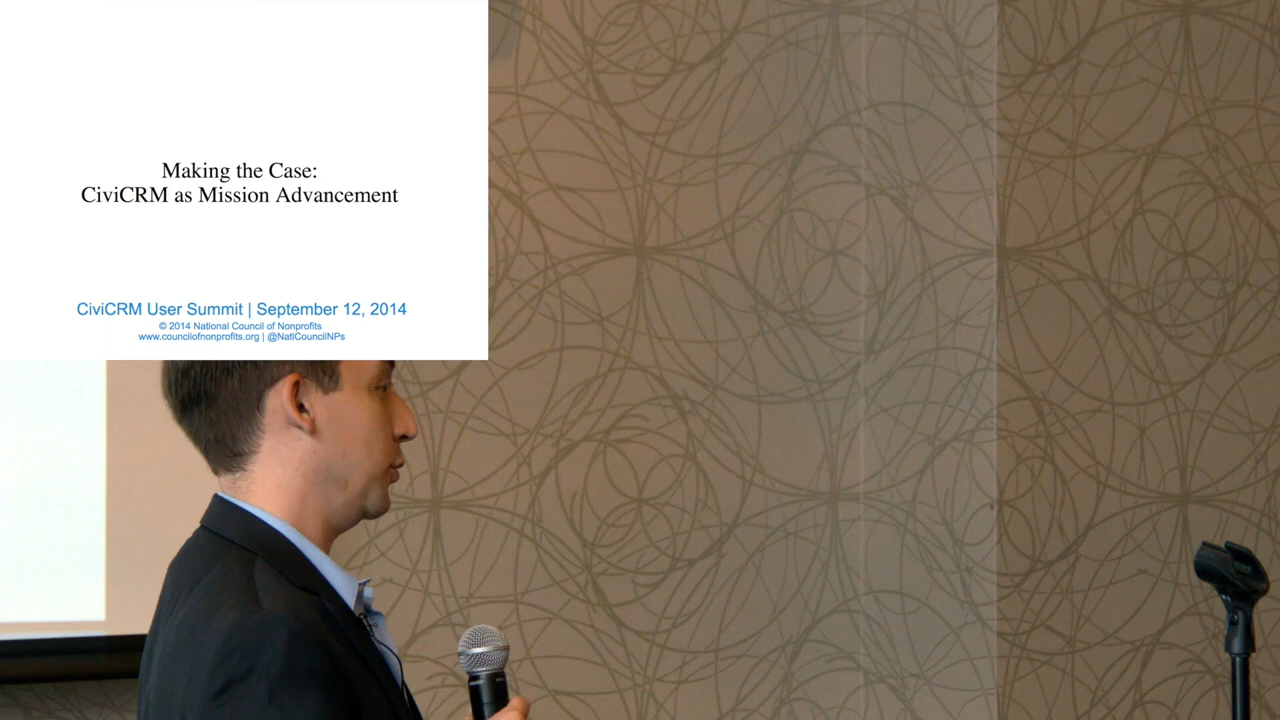 Making the Case:
CiviCRM as Mission Advancement
CiviCRM User Summit | September 12, 2014
© 2014 National Council of Nonprofits
www.councilofnonprofits.org | @NatlCouncilNPs